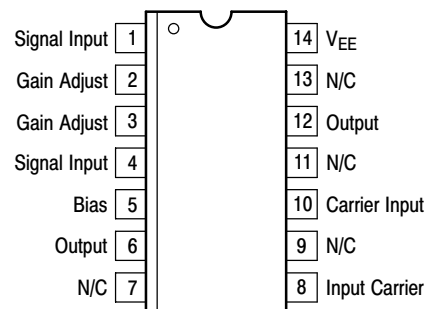 Signal Input 1
Gain Adjust 2
Gain Adjust 3
Signal Input 4
Bias 5
Output 6
N/C 7
14 VEE
13 N/C
12 Output
11 N/C
10 Carrier Input
9 N/C
8 Input Carrier